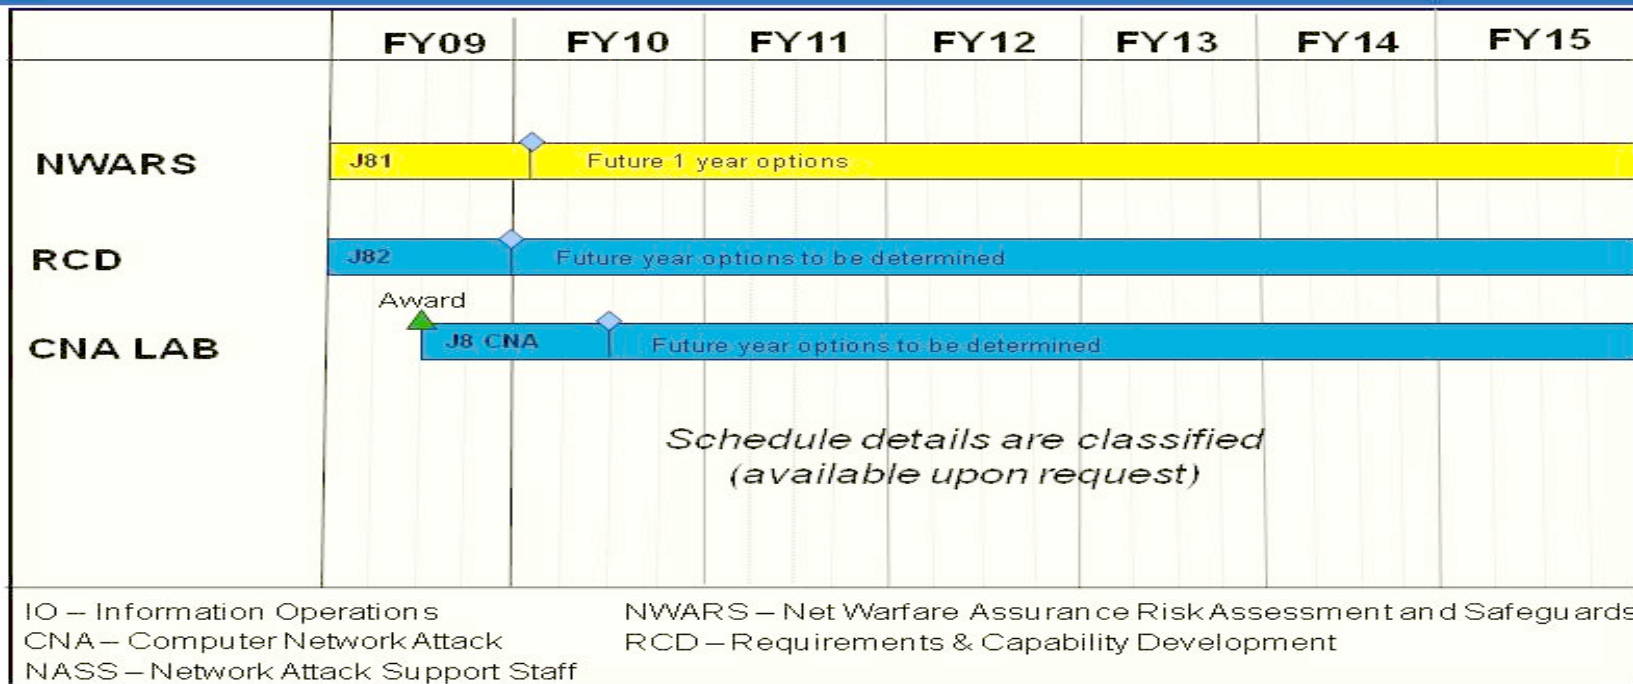 FY09 FY10 FY11 FY12 FY13 FY14 FY15
NWARS J81 Future 1 year options
RCD J82 Future year options to be determined
Award
CNA LAB J8 CNA Future year options to be determined
Schedule details are classified
(available upon request)
IO – Information Operations NWARS – Net Warfare Assurance Risk Assessment and Safeguards
CNA – Computer Network Attack RCD – Requirements & Capability Development
NASS – Network Attack Support Staff